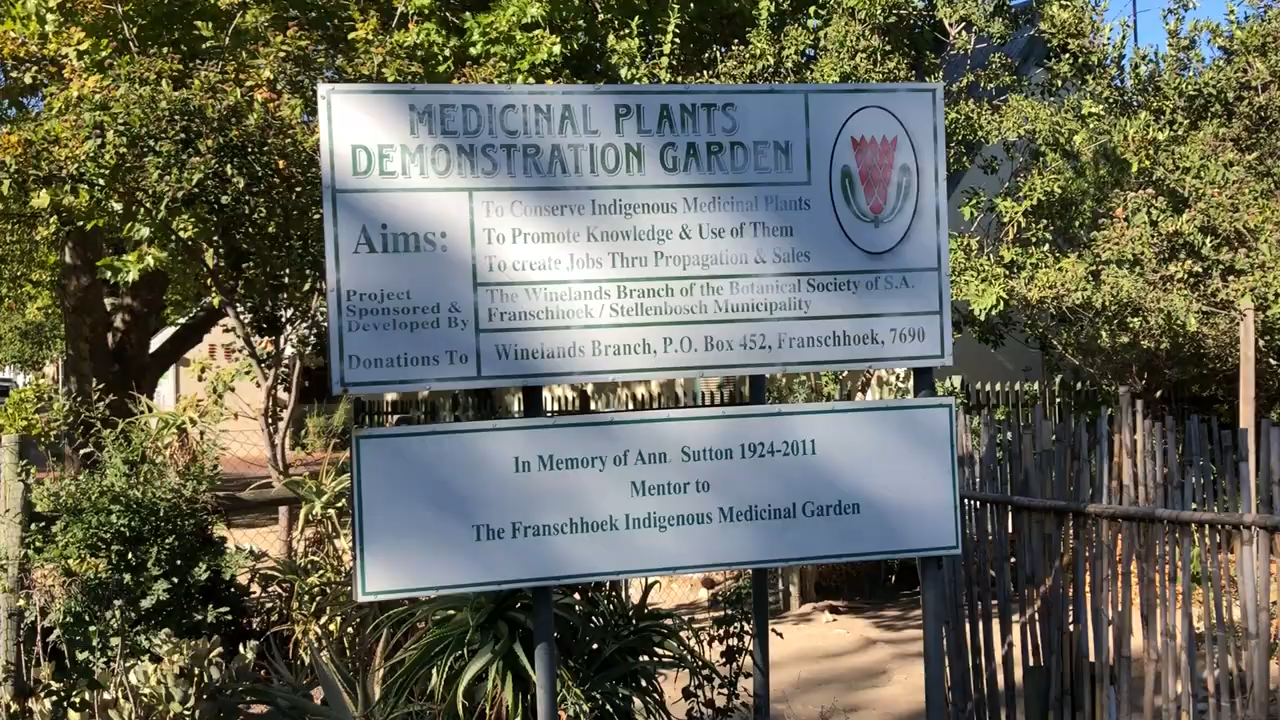 MEDICINAL PLANTS
DEMONSTRATION GARDEN
Aims:
To Conserve Indigenous Medicinal Plants
To Promote Knowledge & Use of Them
To create Jobs Thru Propagation & Sales
Project
Sponsored &
Developed By
The Winelands Branch of the Botanical Society of S.A.
Franschhoek / Stellenbosch Municipality
Donations To
Winelands Branch, P.O. Box 452, Franschhoek, 7690
In Memory of Ann Sutton 1924-2011
Mentor to
The Franschhoek Indigenous Medicinal Garden